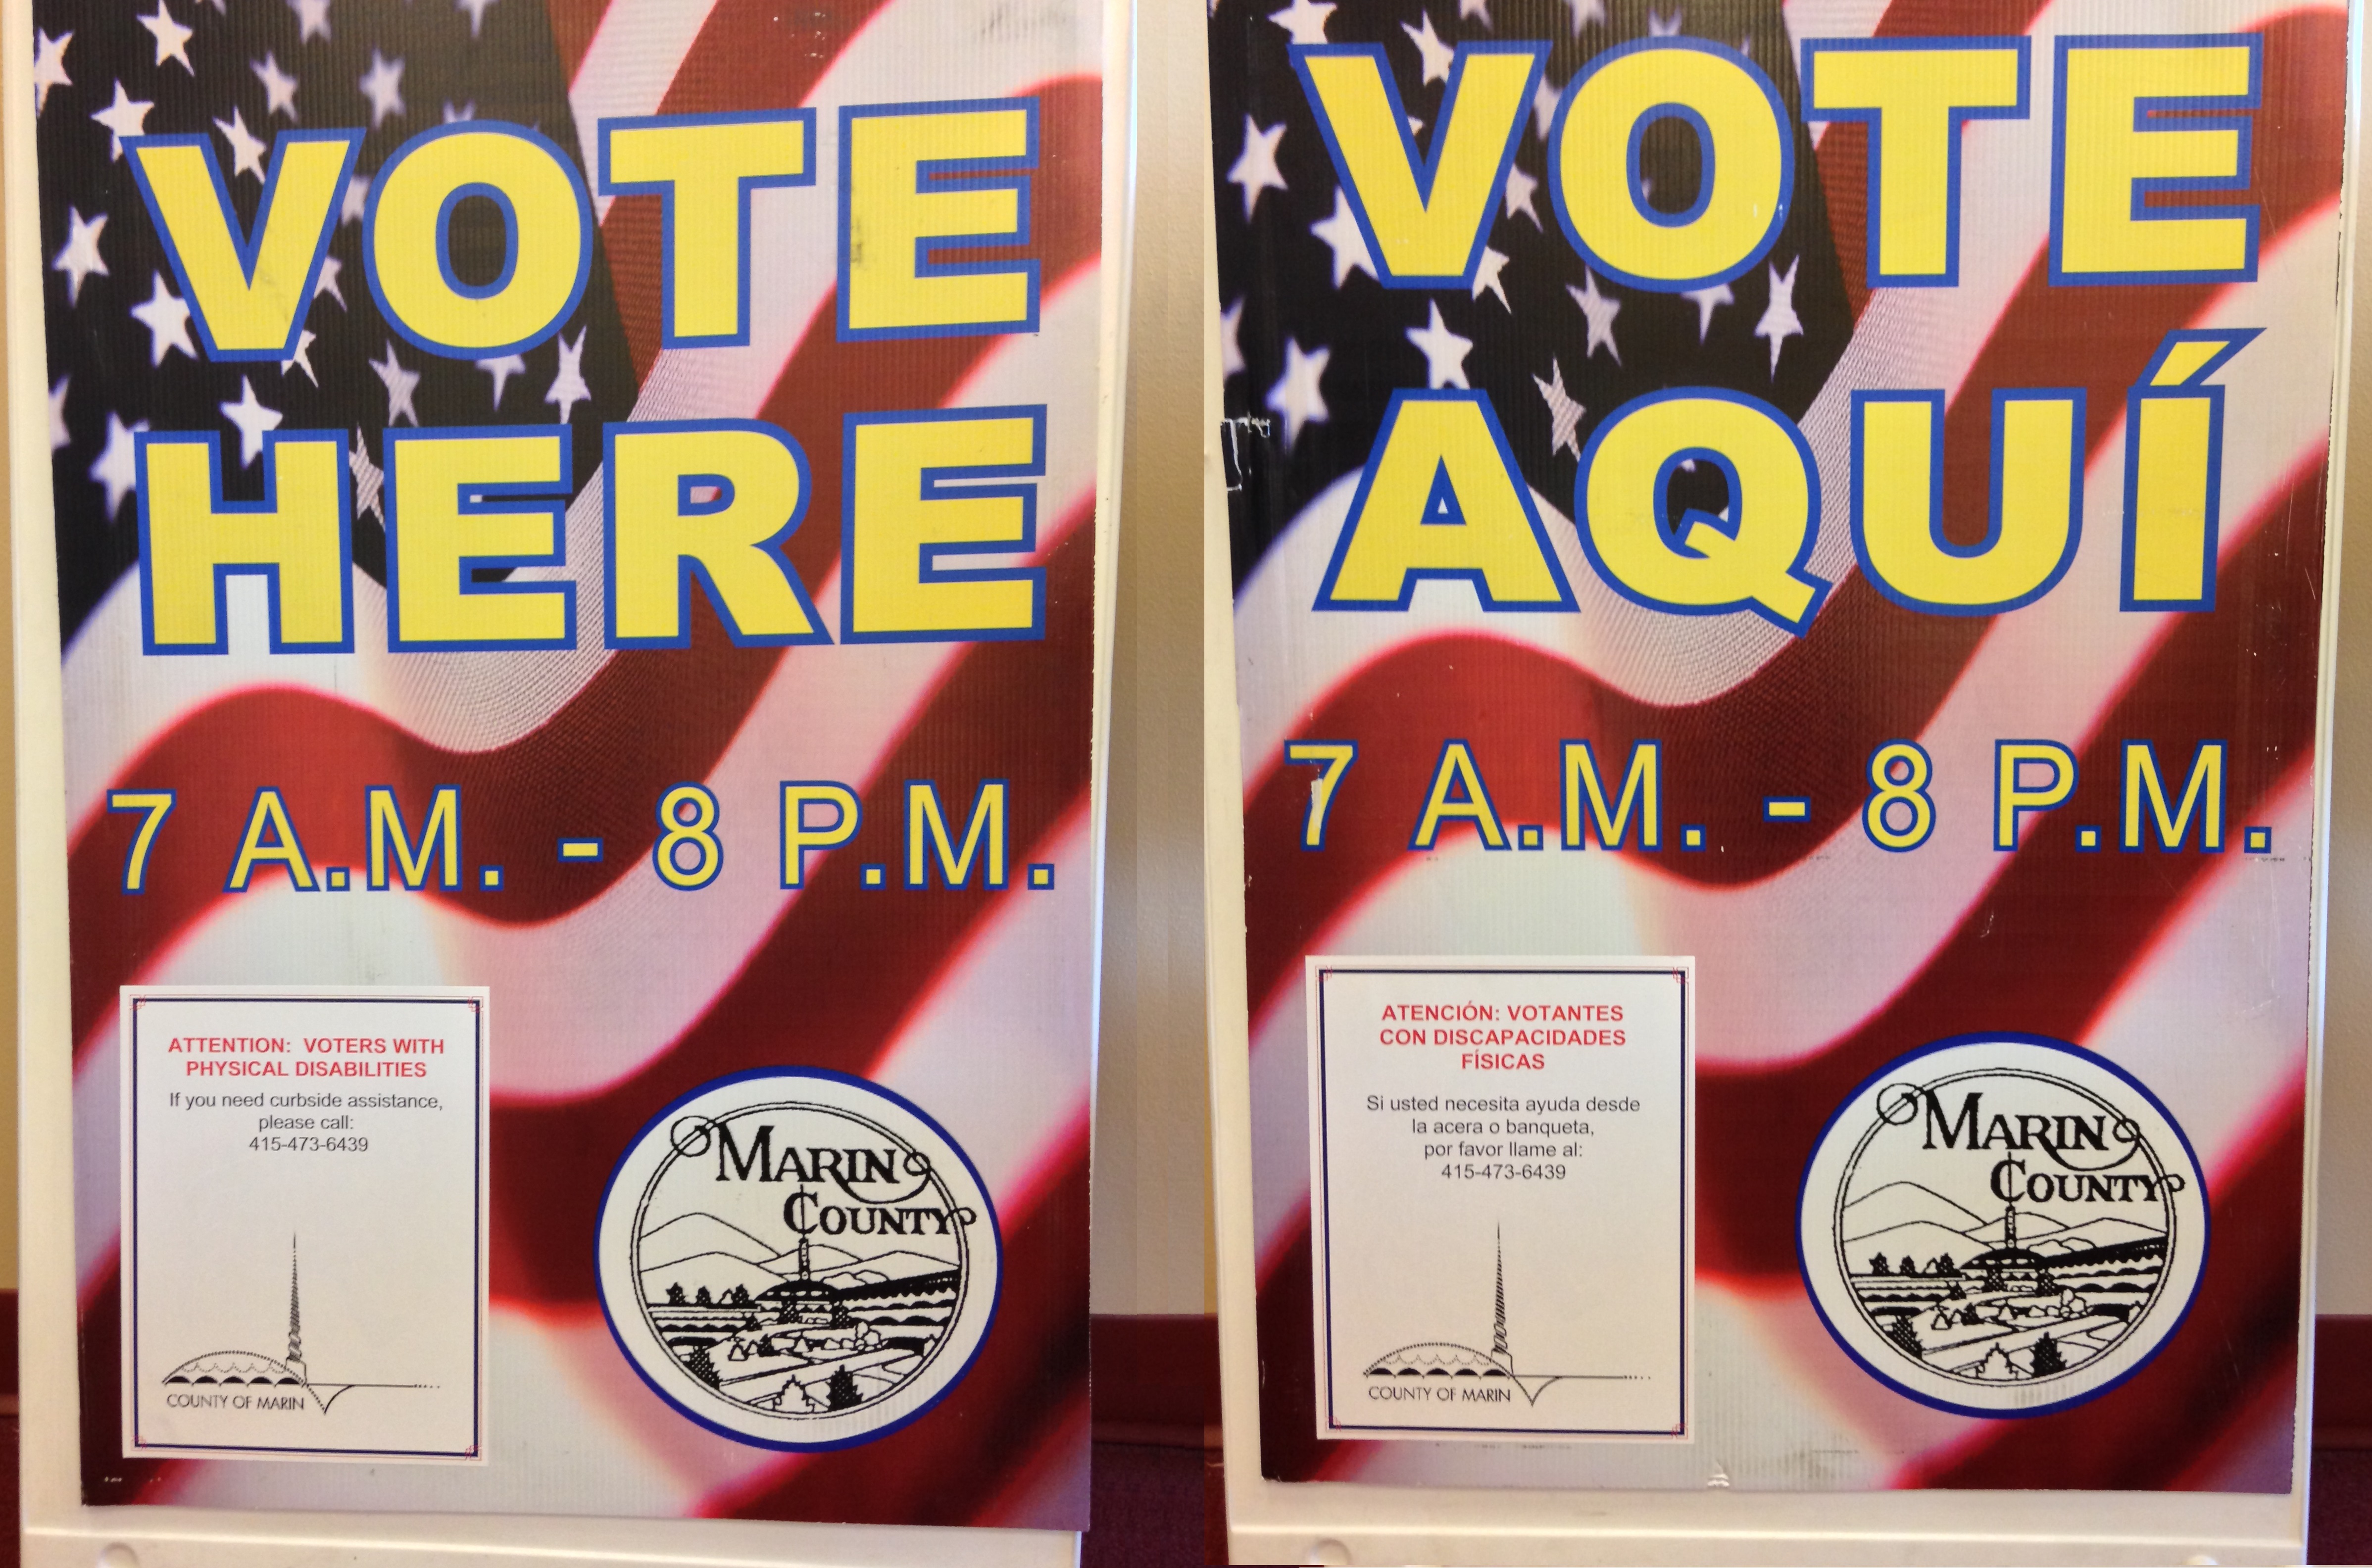 VOTE
HERE
7 A.M. - 8 P.M.
ATTENTION: VOTERS WITH
PHYSICAL DISABILITIES
If you need curbside assistance,
please call:
415-473-6439
COUNTY OF MARIN
MARIN
COUNTY
VOTE
AQUÍ
7 A.M. - 8 P.M.
ATENCIÓN: VOTANTES
CON DISCAPACIDADES
FÍSICAS
Si usted necesita ayuda desde
la acera o banqueta,
por favor llame al:
415-473-6439
COUNTY OF MARIN
MARIN
COUNTY